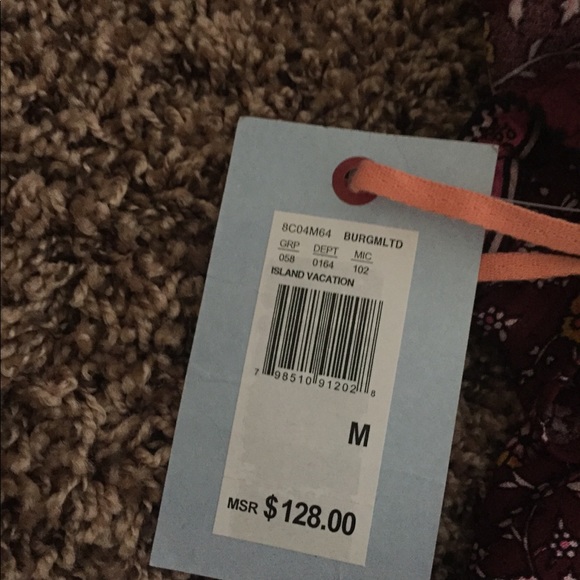 8C04M64 BURGMLTD
GRP DEPT MIC
058 0164 102
ISLAND VACATION
7 98510 91202 8
M
MSR $128.00